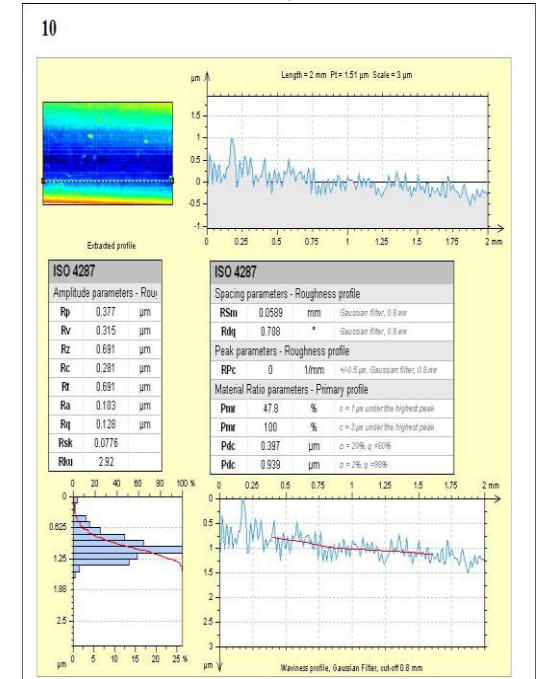 10
Length = 2 mm Pt = 1.51 µm Scale = 3 µm
µm
1.5
1
0.5
0
-0.5
-1
0 0.25 0.5 0.75 1 1.25 1.5 1.75 2 mm
Extracted profile
ISO 4287
Amplitude parameters - Roug
Rp 0.377 µm
Rv 0.315 µm
Rz 0.691 µm
Rc 0.281 µm
Rt 0.691 µm
Ra 0.103 µm
Rq 0.128 µm
Rsk 0.0776
Rku 2.92
ISO 4287
Spacing parameters - Roughness profile
RSm 0.0589 mm Gaussian filter, 0.8 mm
Rdq 0.708 ° Gaussian filter, 0.8 mm
Peak parameters - Roughness profile
RPc 0 1/mm +/-0.5 µm, Gaussian filter, 0.8 mm
Material Ratio parameters - Primary profile
Pmr 47.8 % c = 1 µm under the highest peak
Pmr 100 % c = 3 µm under the highest peak
Pdc 0.397 µm p = 20%, q = 80%
Pdc 0.939 µm p = 2%, q = 98%
0 20 40 60 80 100 %
0
0.625
1.25
1.88
2.5
µm
0 5 10 15 20 25 %
0 0.25 0.5 0.75 1 1.25 1.5 1.75 2 mm
0
0.5
1
1.5
2
2.5
3
µm
Waviness profile, Gaussian Filter, cut-off 0.8 mm